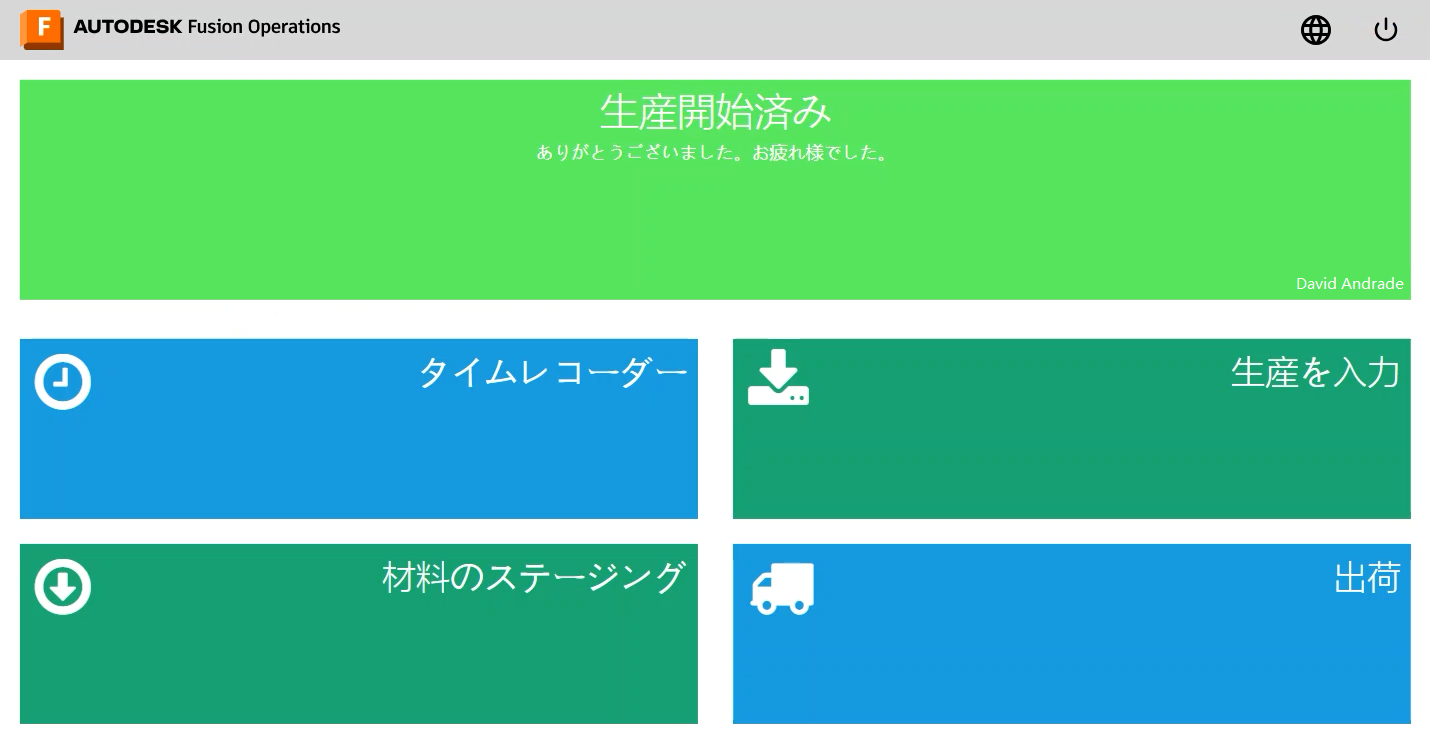 F AUTODESK Fusion Operations
生産開始済み
ありがとうございました。お疲れ様でした。
David Andrade
タイムレコーダー
生産を入力
材料のステージング
出荷